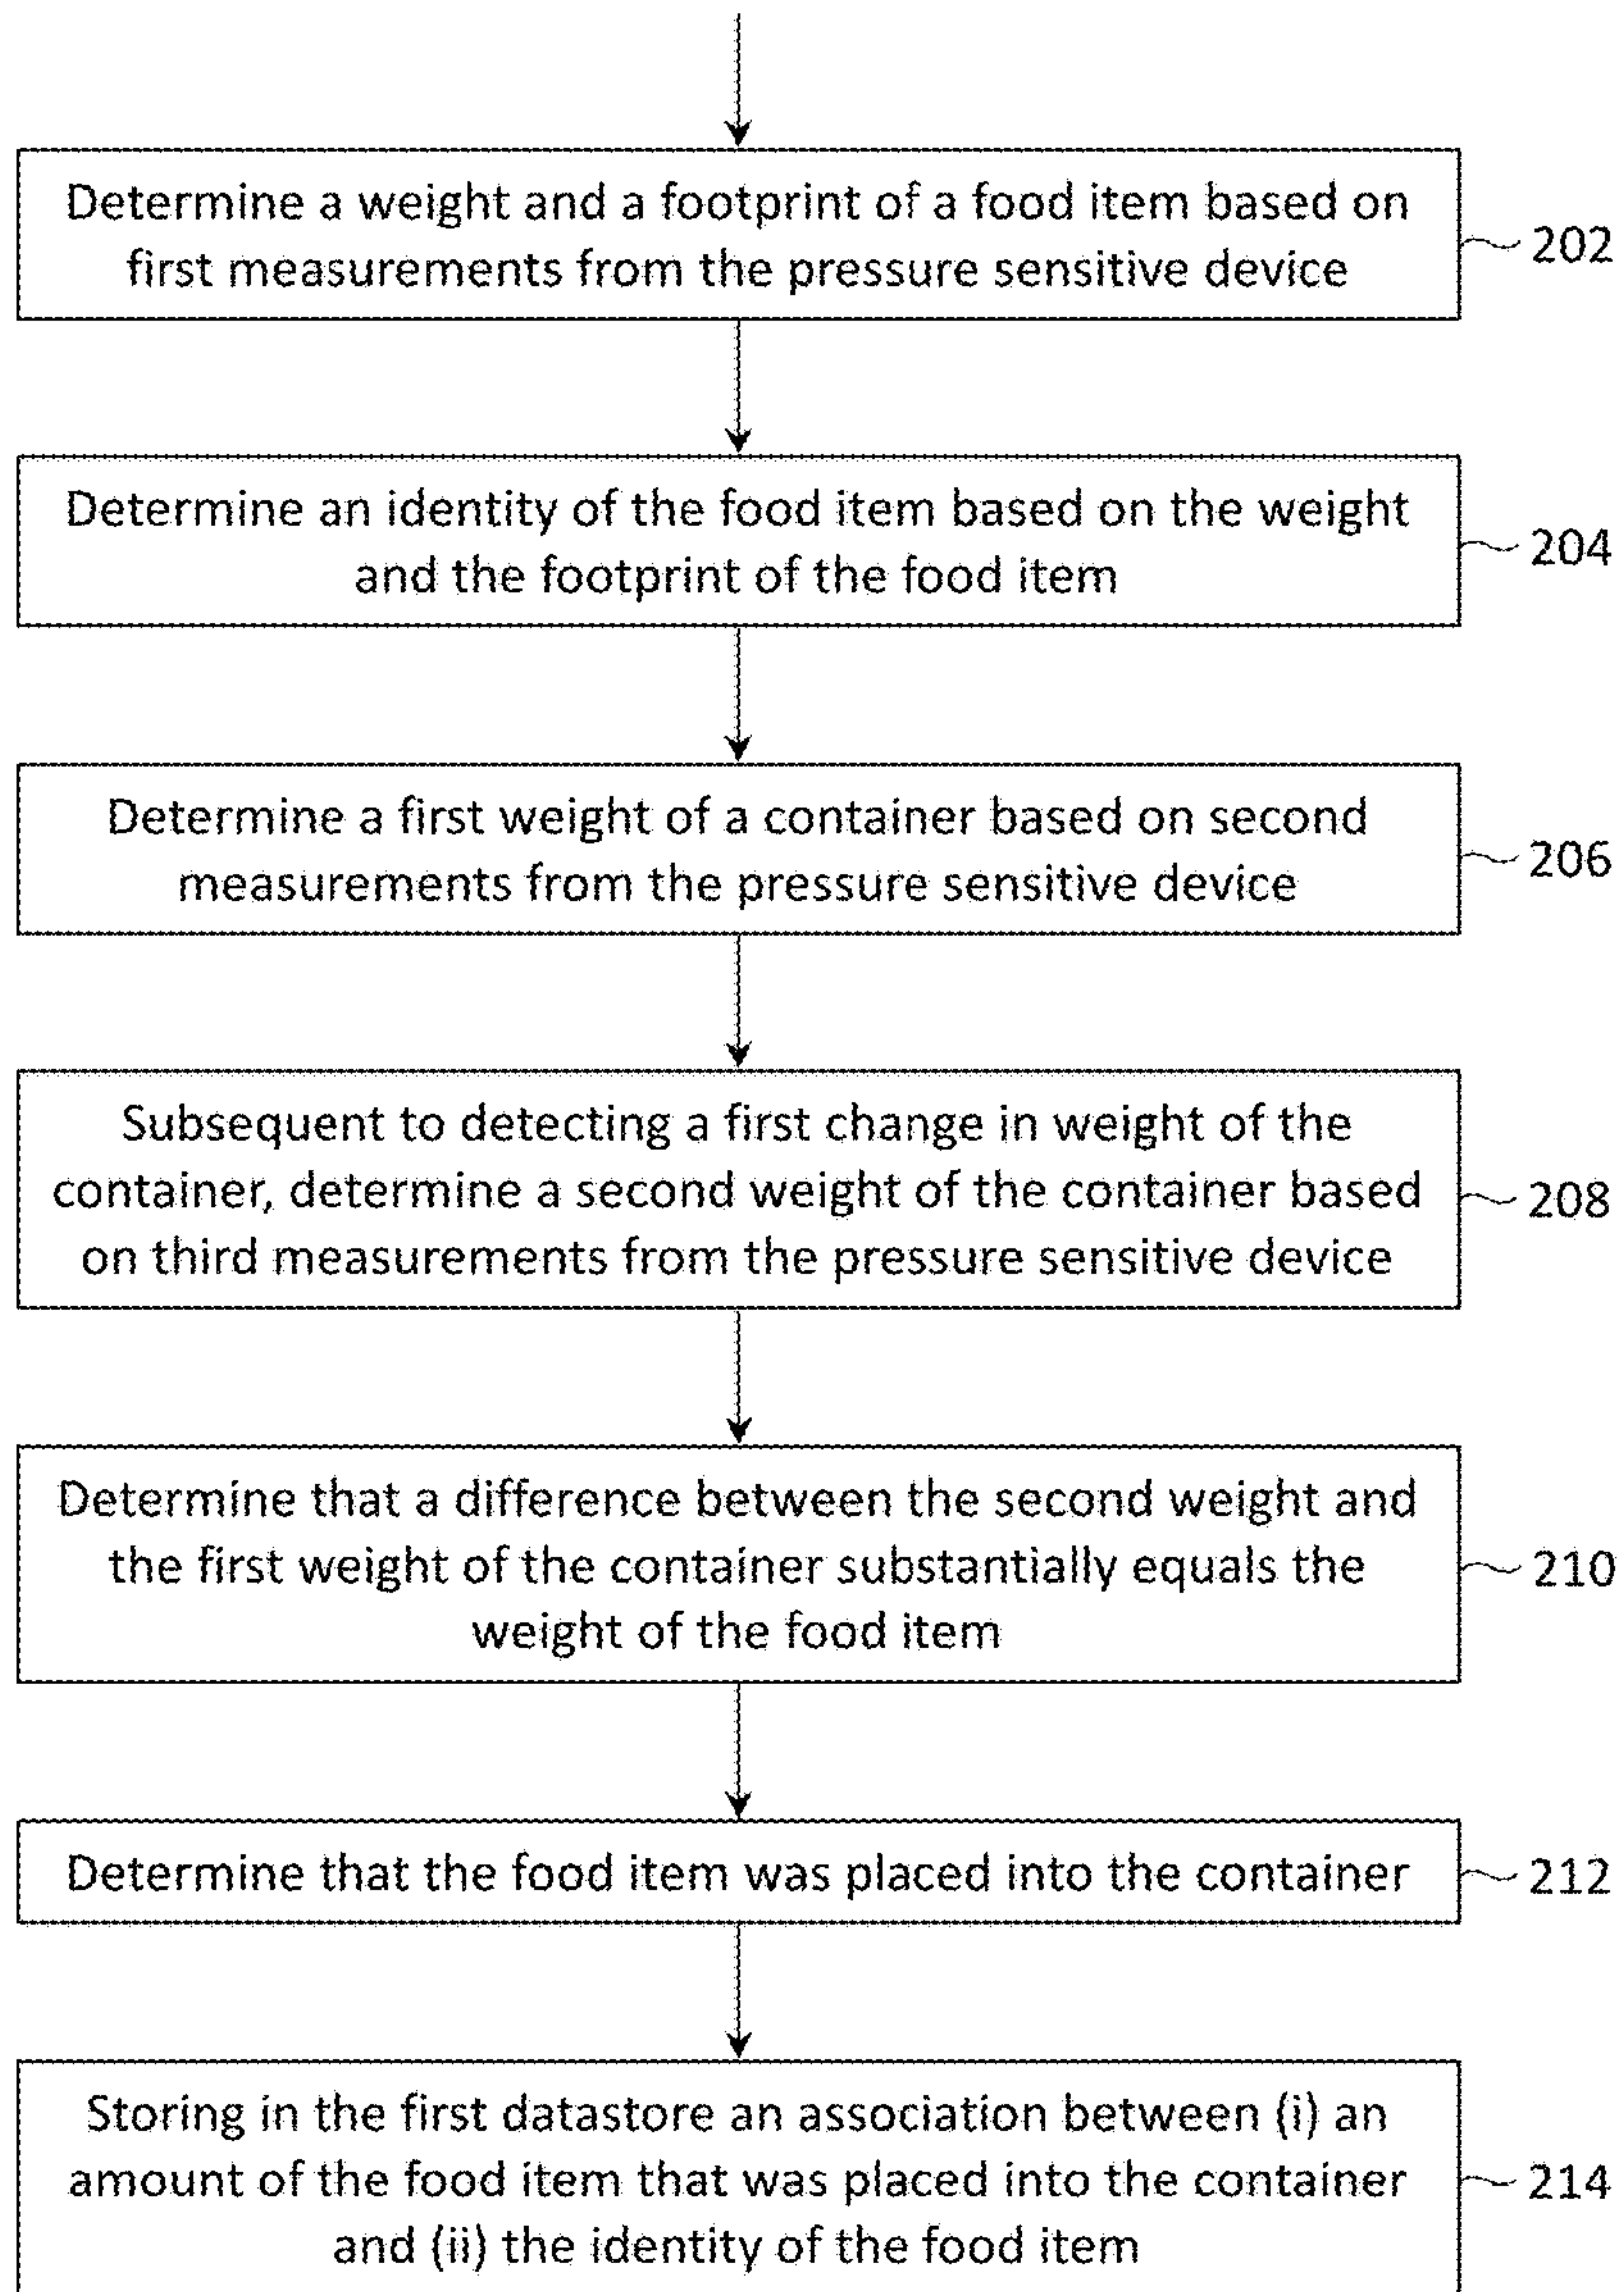 Determine a weight and a footprint of a food item based on
first measurements from the pressure sensitive device
202
Determine an identity of the food item based on the weight
and the footprint of the food item
204
Determine a first weight of a container based on second
measurements from the pressure sensitive device
206
Subsequent to detecting a first change in weight of the
container, determine a second weight of the container based
on third measurements from the pressure sensitive device
208
Determine that a difference between the second weight and
the first weight of the container substantially equals the
weight of the food item
210
Determine that the food item was placed into the container
212
Storing in the first datastore an association between (i) an
amount of the food item that was placed into the container
and (ii) the identity of the food item
214